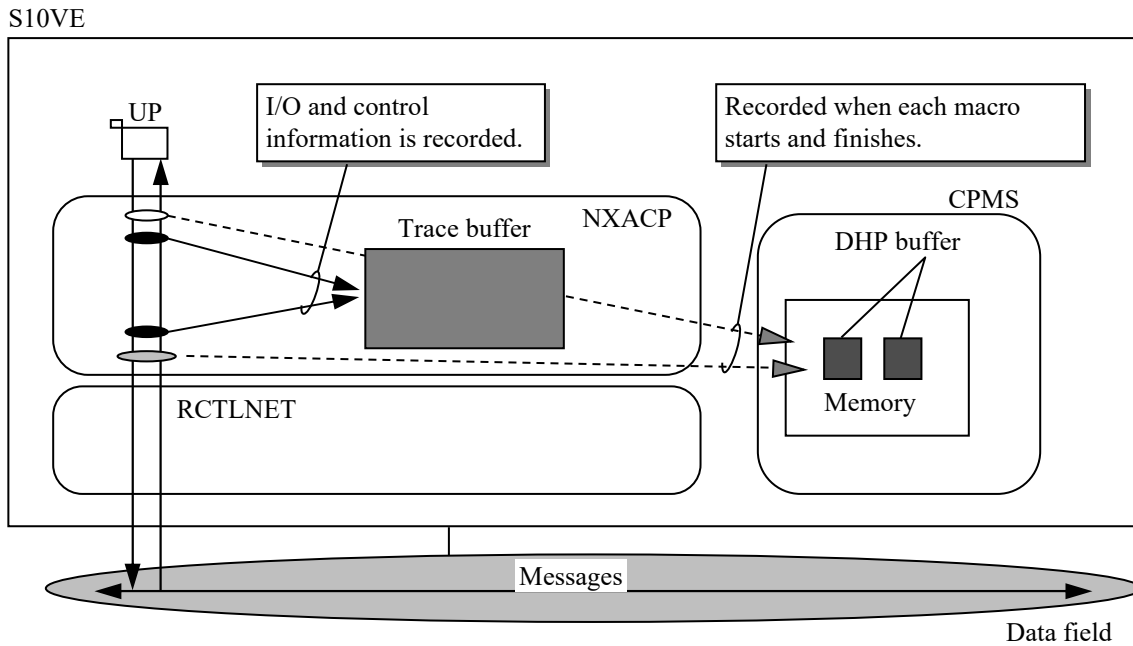 S10VE
UP
I/O and control
information is recorded.
Recorded when each macro
starts and finishes.
NXACP
CPMS
Trace buffer
DHP buffer
Memory
RCTLNET
Messages
Data field